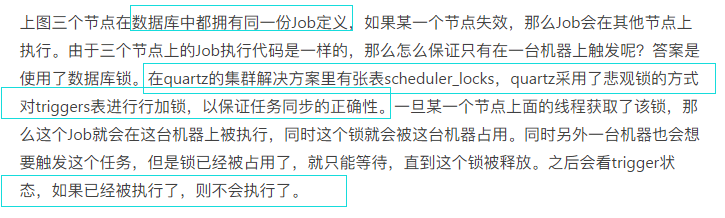 上图三个节点在数据库中都拥有同一份Job定义，如果某一个节点失效，那么Job会在其他节点上
执行。由于三个节点上的Job执行代码是一样的，那么怎么保证只有在一台机器上触发呢？答案是
使用了数据库锁。在quartz的集群解决方案里有张表scheduler_locks，quartz采用了悲观锁的方式
对triggers表进行行加锁，以保证任务同步的正确性。一旦某一个节点上面的线程获取了该锁，那
么这个Job就会在这台机器上被执行，同时这个锁就会被这台机器占用。同时另外一台机器也会想
要触发这个任务，但是锁已经被占用了，就只能等待，直到这个锁被释放。之后会看trigger状
态，如果已经被执行了，则不会执行了。